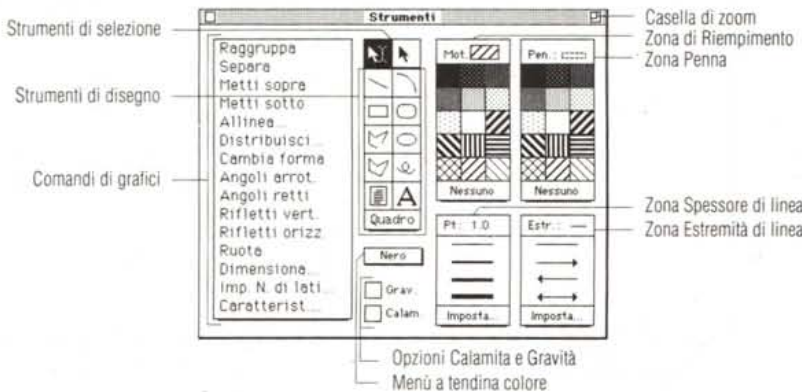 Strumenti
Casella di zoom
Strumenti di selezione
Zona di Riempimento
Zona Penna
Raggruppa
Separa
Metti sopra
Metti sotto
Allinea...
Distribuisci...
Cambia forma
Angoli arrot.
Angoli retti
Rifletti vert.
Rifletti orizz.
Ruota
Dimensiona...
Imp. N. di lati...
Caratterist...
Strumenti di disegno
Comandi di grafici
A
Quadro
Nero
Grav.
Calam
Mot.
Nessuno
Pen.:
Nessuno
Pt: 1.0
Imposta...
Estr.:
Imposta...
Zona Spessore di linea
Zona Estremità di linea
Opzioni Calamita e Gravità
Menù a tendina colore